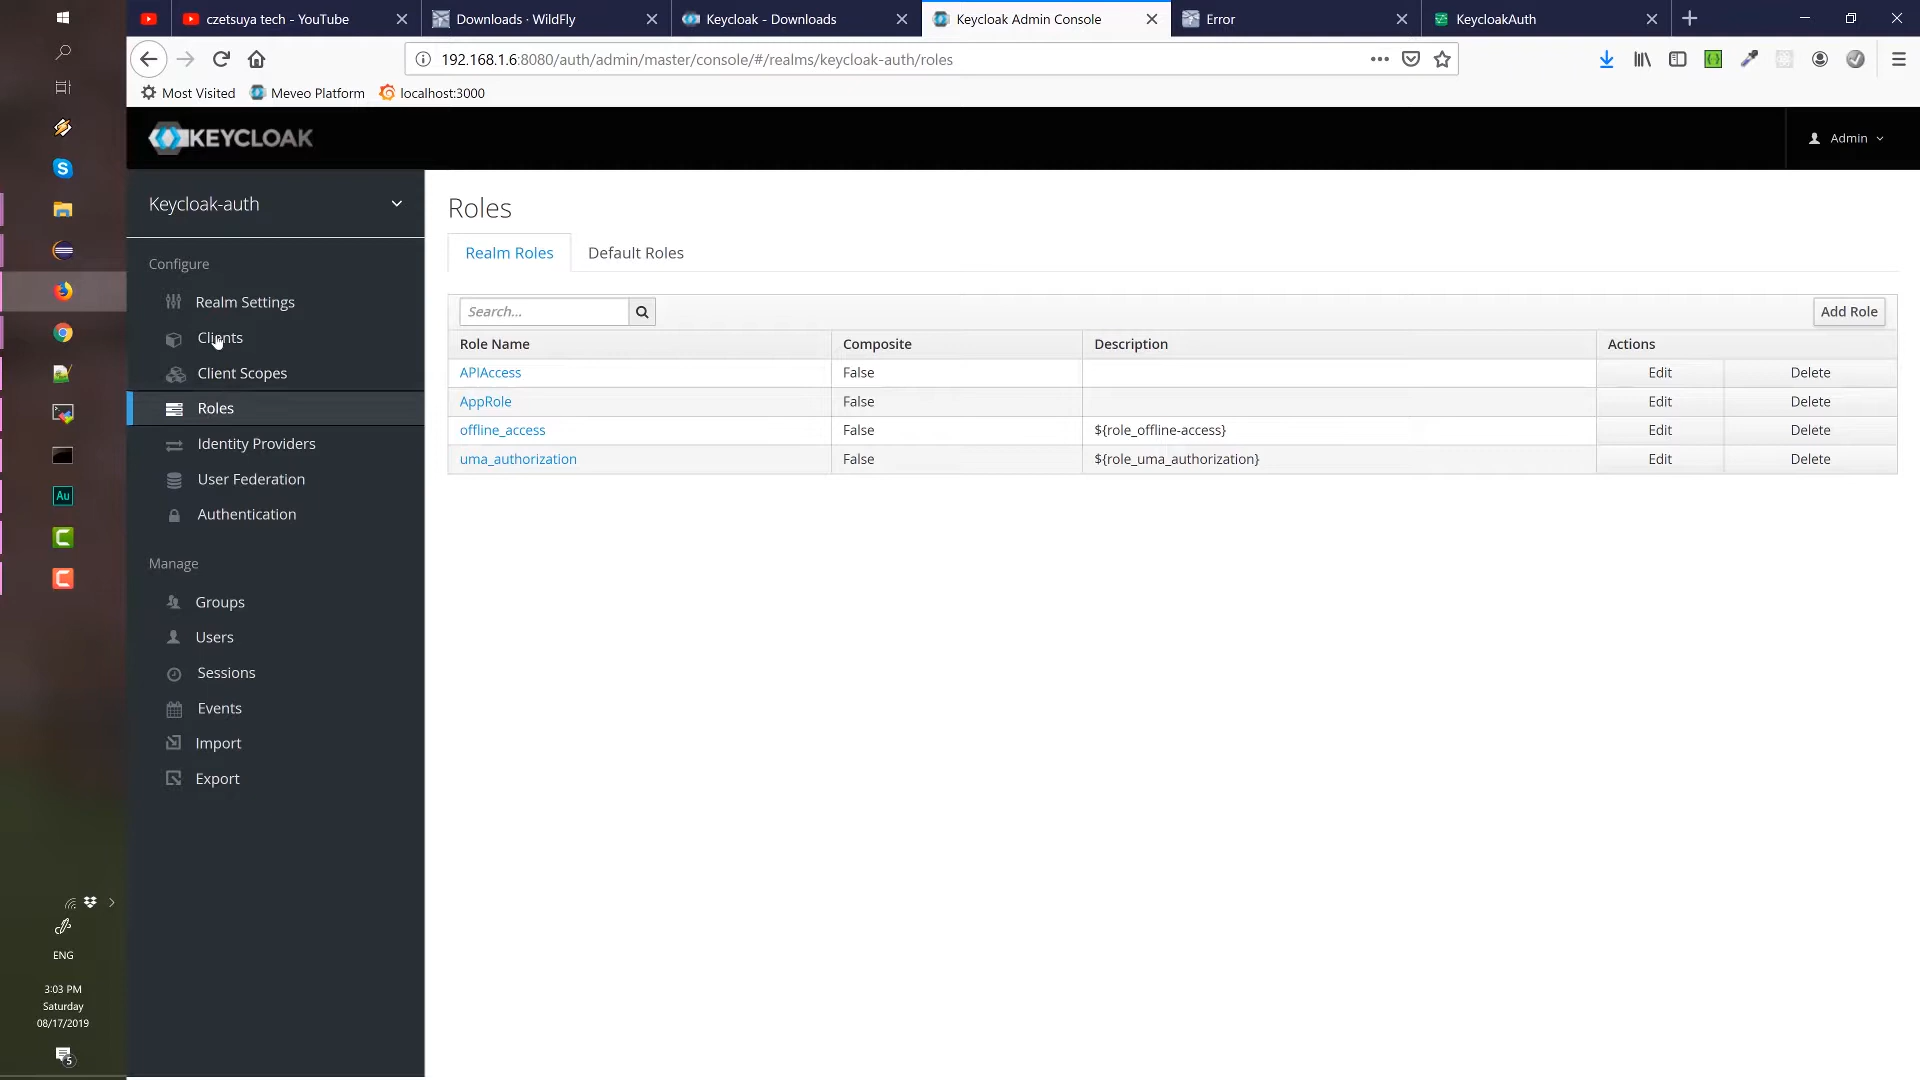 czetsuya tech - YouTube
Downloads · WildFly
Keycloak - Downloads
Keycloak Admin Console
Error
KeycloakAuth
192.168.1.6:8080/auth/admin/master/console/#/realms/keycloak-auth/roles
Most Visited
Meveo Platform
localhost:3000
KEYCLOAK
Admin
Keycloak-auth
Configure
Realm Settings
Clients
Client Scopes
Roles
Identity Providers
User Federation
Authentication
Manage
Groups
Users
Sessions
Events
Import
Export
Roles
Realm Roles
Default Roles
Search...
Add Role
Role Name Composite Description Actions
APIAccess False Edit Delete
AppRole False Edit Delete
offline_access False ${role_offline-access} Edit Delete
uma_authorization False ${role_uma_authorization} Edit Delete
Au
ENG
3:03 PM
Saturday
08/17/2019
5